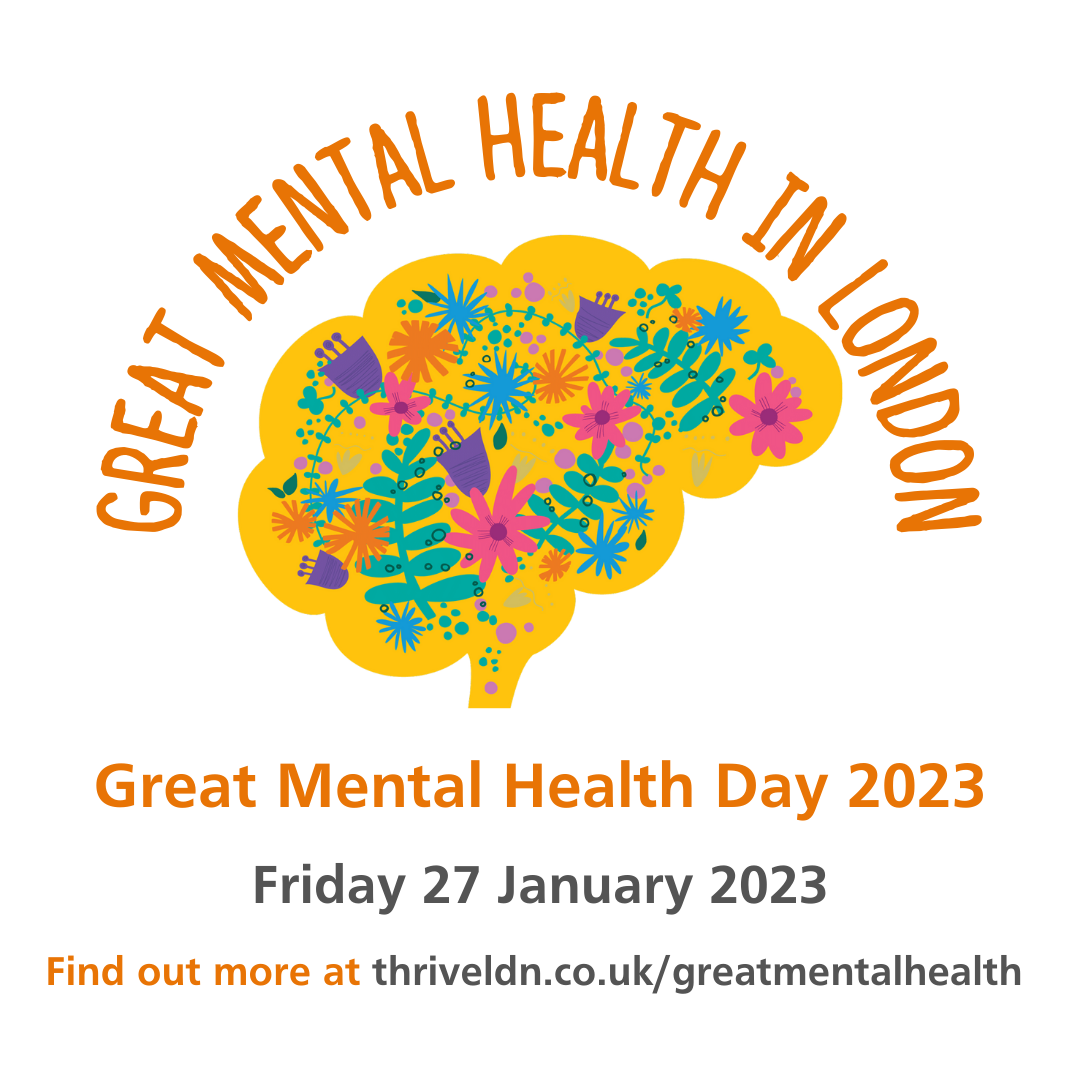 GREAT MENTAL HEALTH IN LONDON
Great Mental Health Day 2023
Friday 27 January 2023
Find out more at thriveldn.co.uk/greatmentalhealth